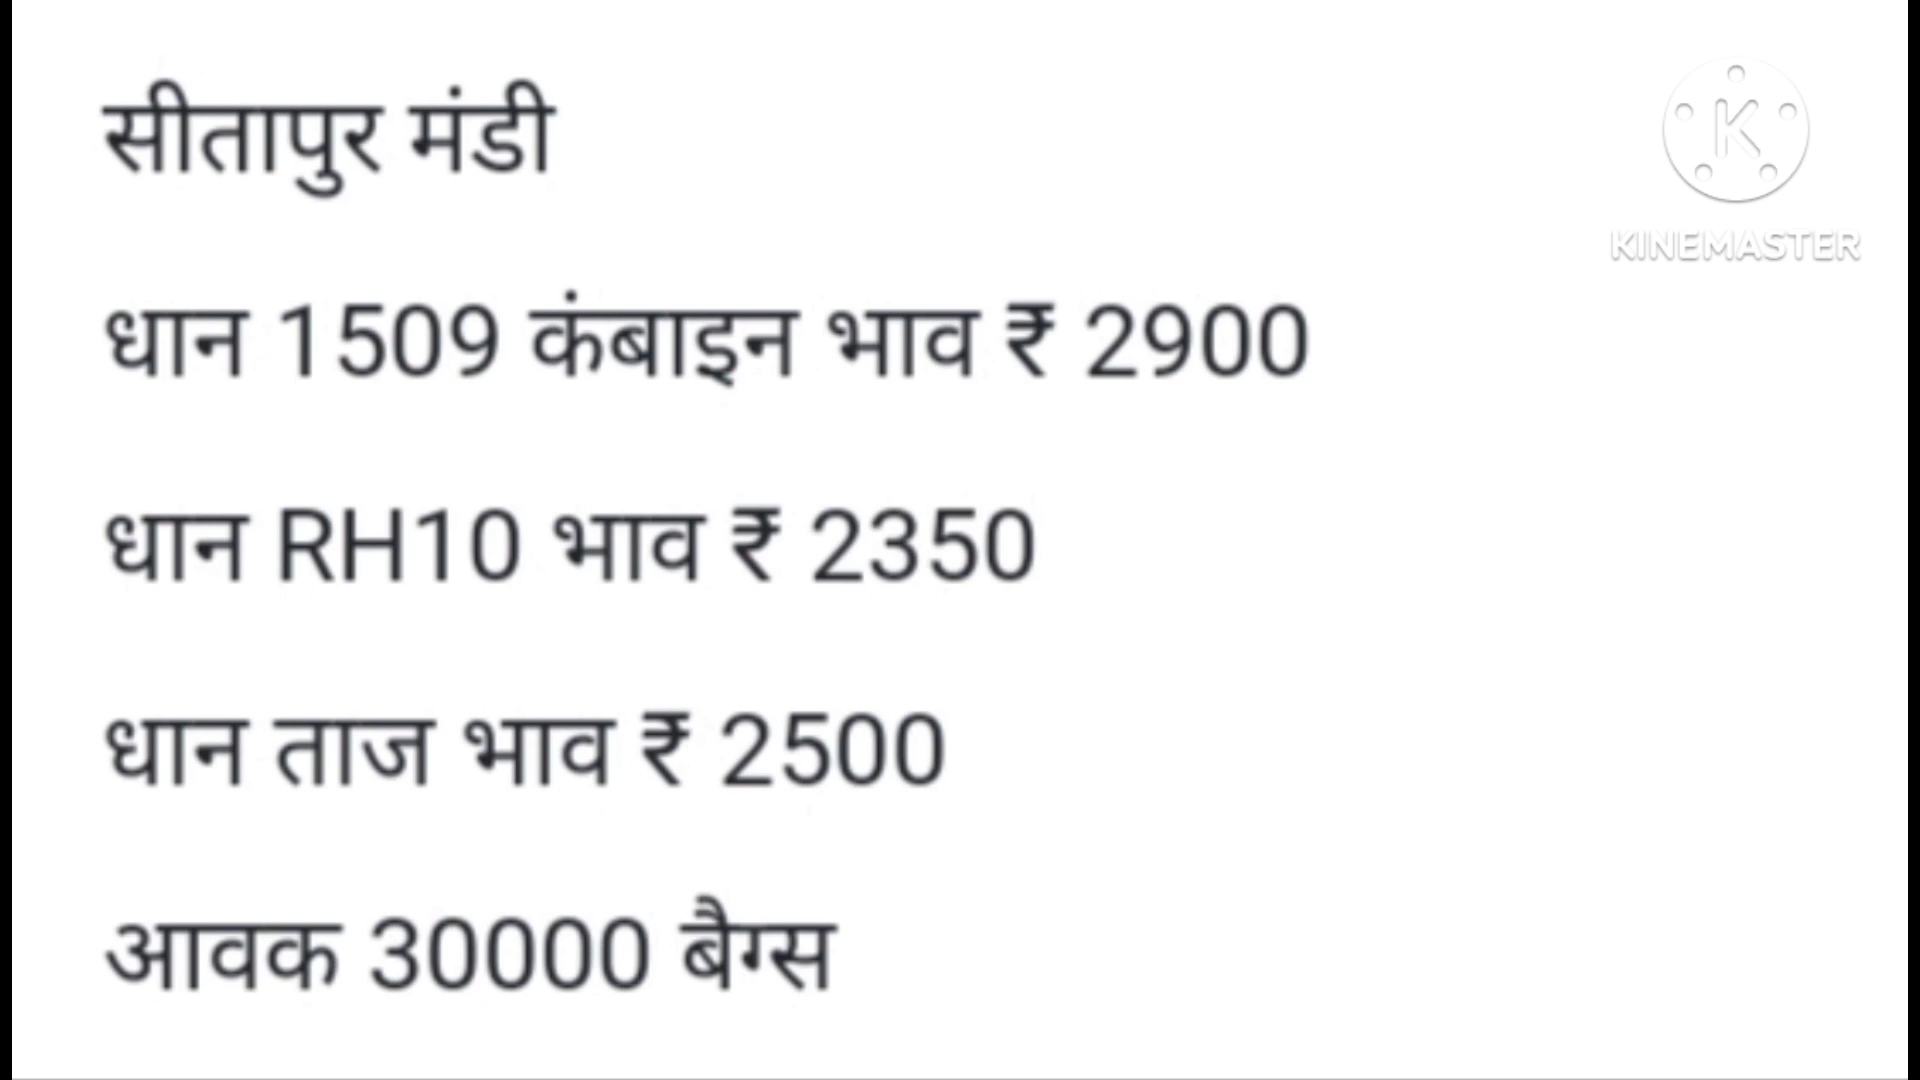 सीतापुर मंडी
K
KINEMASTER
धान 1509 कंबाइन भाव ₹ 2900
धान RH10 भाव ₹ 2350
धान ताज भाव ₹ 2500
आवक 30000 बैग्स